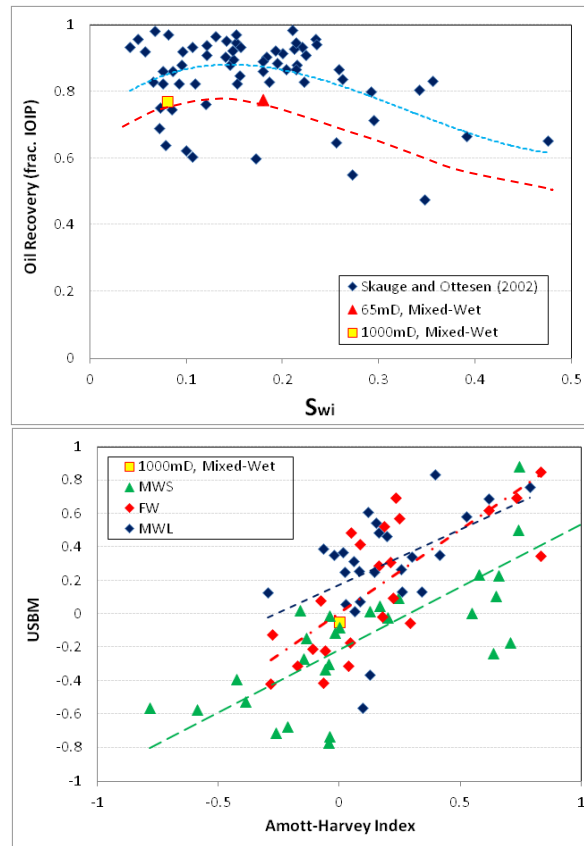 1
0.8
0.6
0.4
0.2
0
Oil Recovery (frac. IOIP)
Skauge and Ottesen (2002)
65mD, Mixed-Wet
1000mD, Mixed-Wet
0 0.1 0.2 0.3 0.4 0.5
Swi
1
0.8
0.6
0.4
0.2
0
-0.2
-0.4
-0.6
-0.8
-1
USBM
1000mD, Mixed-Wet
MWS
FW
MWL
-1 -0.5 0 0.5 1
Amott-Harvey Index